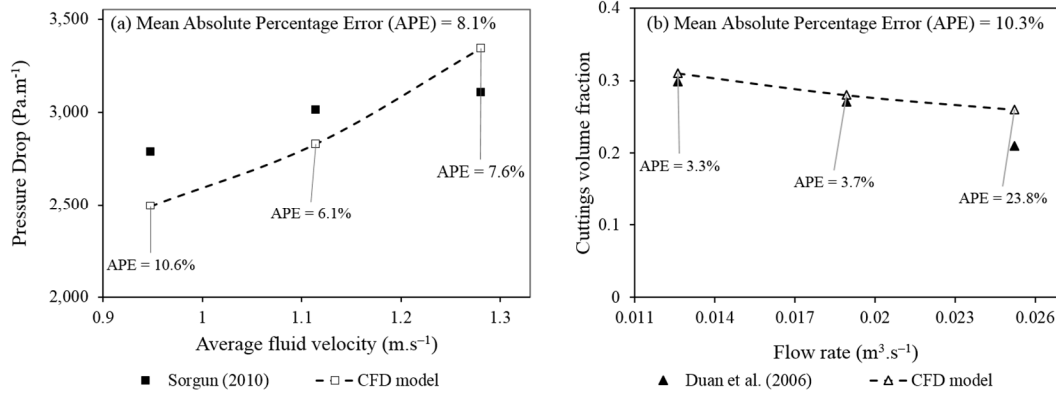 (a) Mean Absolute Percentage Error (APE) = 8.1%
Pressure Drop (Pa.m⁻¹)
3,500
3,000
2,500
2,000
APE = 10.6%
APE = 6.1%
APE = 7.6%
0.9
1
1.1
1.2
1.3
Average fluid velocity (m.s⁻¹)
Sorgun (2010)
CFD model
(b) Mean Absolute Percentage Error (APE) = 10.3%
Cuttings volume fraction
0.4
0.3
0.2
0.1
0
APE = 3.3%
APE = 3.7%
APE = 23.8%
0.011
0.014
0.017
0.02
0.023
0.026
Flow rate (m³.s⁻¹)
Duan et al. (2006)
CFD model